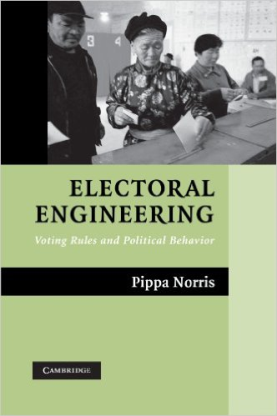 ELECTORAL
ENGINEERING
Voting Rules and Political Behavior
Pippa Norris
CAMBRIDGE